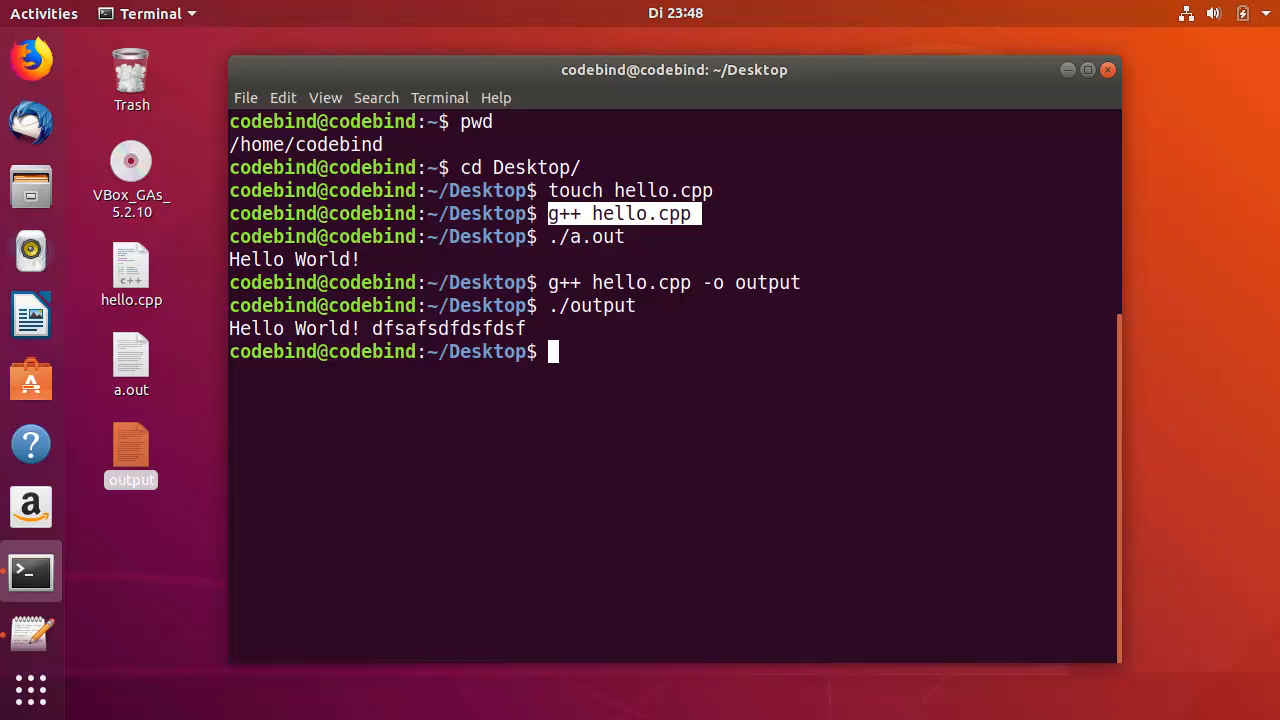 Activities
Terminal
Di 23:48
Trash
VBox_GAs_
5.2.10
C++
hello.cpp
a.out
output
codebind@codebind: ~/Desktop
File Edit View Search Terminal Help
codebind@codebind:~$ pwd
/home/codebind
codebind@codebind:~$ cd Desktop/
codebind@codebind:~/Desktop$ touch hello.cpp
codebind@codebind:~/Desktop$ g++ hello.cpp
codebind@codebind:~/Desktop$ ./a.out
Hello World!
codebind@codebind:~/Desktop$ g++ hello.cpp -o output
codebind@codebind:~/Desktop$ ./output
Hello World! dfsafsdfdsfdsf
codebind@codebind:~/Desktop$